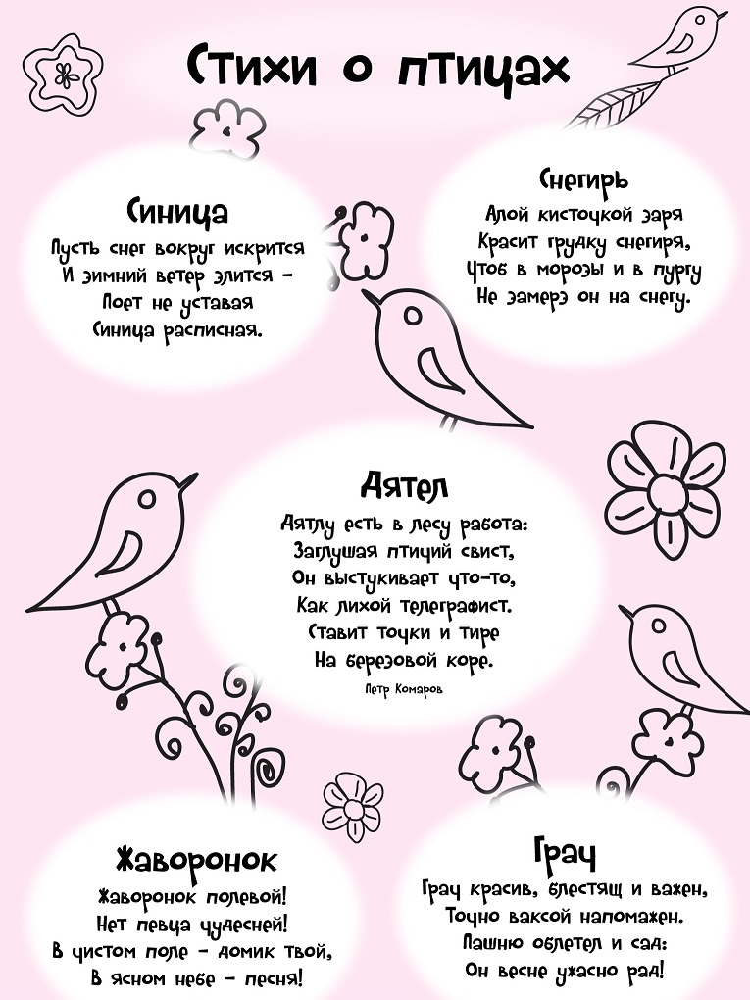 Стихи о птицах
Синица
Пусть снег вокруг искрится
И зимний ветер злится -
Поет не уставая
Синица расписная.
Снегирь
Алой кисточкой заря
Красит грудку снегиря,
Чтоб в морозы и в пургу
Не замерз он на снегу.
Дятел
Дятлу есть в лесу работа:
Заглушая птичий свист,
Он выстукивает что-то,
Как лихой телеграфист.
Ставит точки и тире
На березовой коре.
Петр Комаров
Жаворонок
Жаворонок полевой!
Нет певца чудесней!
В чистом поле - домик твой,
В ясном небе - песня!
Грач
Грач красив, блестящ и важен,
Точно ваксой напомажен.
Пашню облетел и сад:
Он весне ужасно рад!